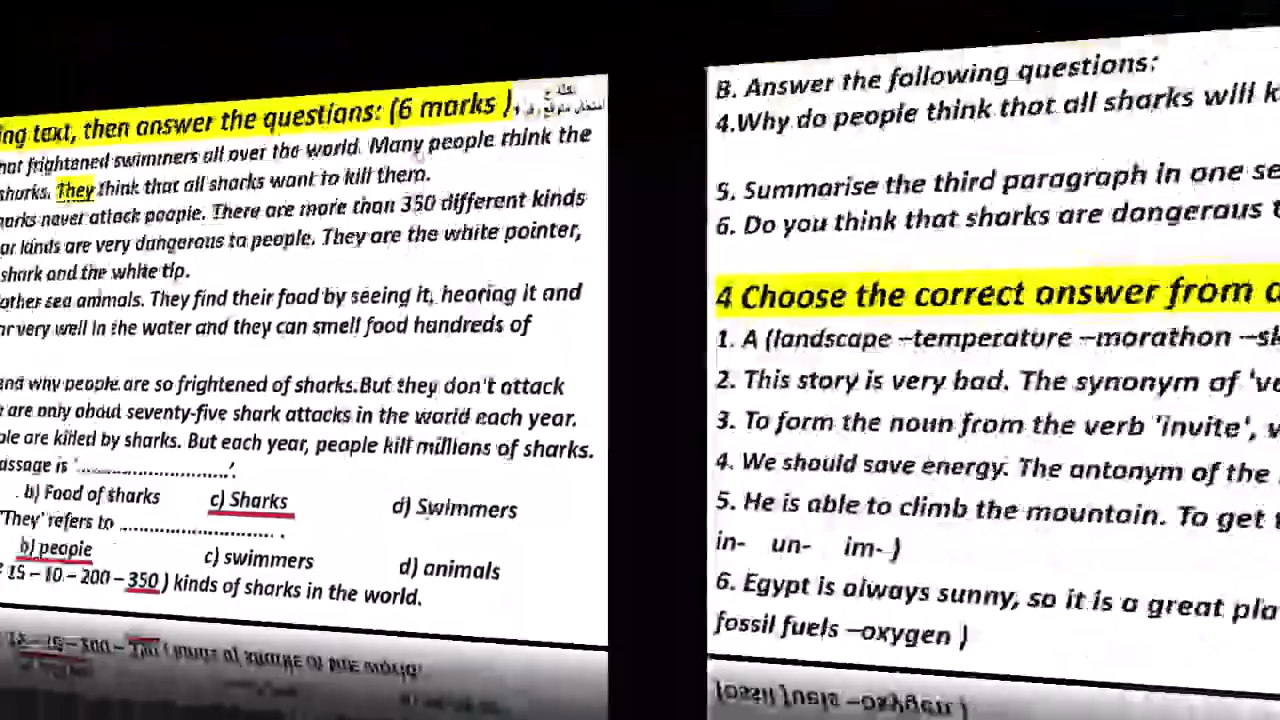 ing text, then answer the questions: (6 marks )
hat frightened swimmers all over the world. Many people think the
sharks. They think that all sharks want to kill them.
harks never attack people. There are more than 350 different kinds
ur kinds are very dangerous to people. They are the white pointer,
shark and the white tip.
other sea animals. They find their food by seeing it, hearing it and
ar very well in the water and they can smell food hundreds of
and why people are so frightened of sharks.But they don't attack
e are only about seventy-five shark attacks in the world each year.
ple are killed by sharks. But each year, people kill millions of sharks.
assage is '........................'.
b) Food of sharks c) Sharks d) Swimmers
'They' refers to ........................... .
b) people c) swimmers d) animals
15 – 10 – 200 – 350 ) kinds of sharks in the world.
B. Answer the following questions:
4.Why do people think that all sharks will k
5. Summarise the third paragraph in one se
6. Do you think that sharks are dangerous t
4 Choose the correct answer from a
1. A (landscape –temperature –marathon –sk
2. This story is very bad. The synonym of 've
3. To form the noun from the verb 'invite', w
4. We should save energy. The antonym of the
5. He is able to climb the mountain. To get t
in- un- im- )
6. Egypt is always sunny, so it is a great pla
fossil fuels –oxygen )